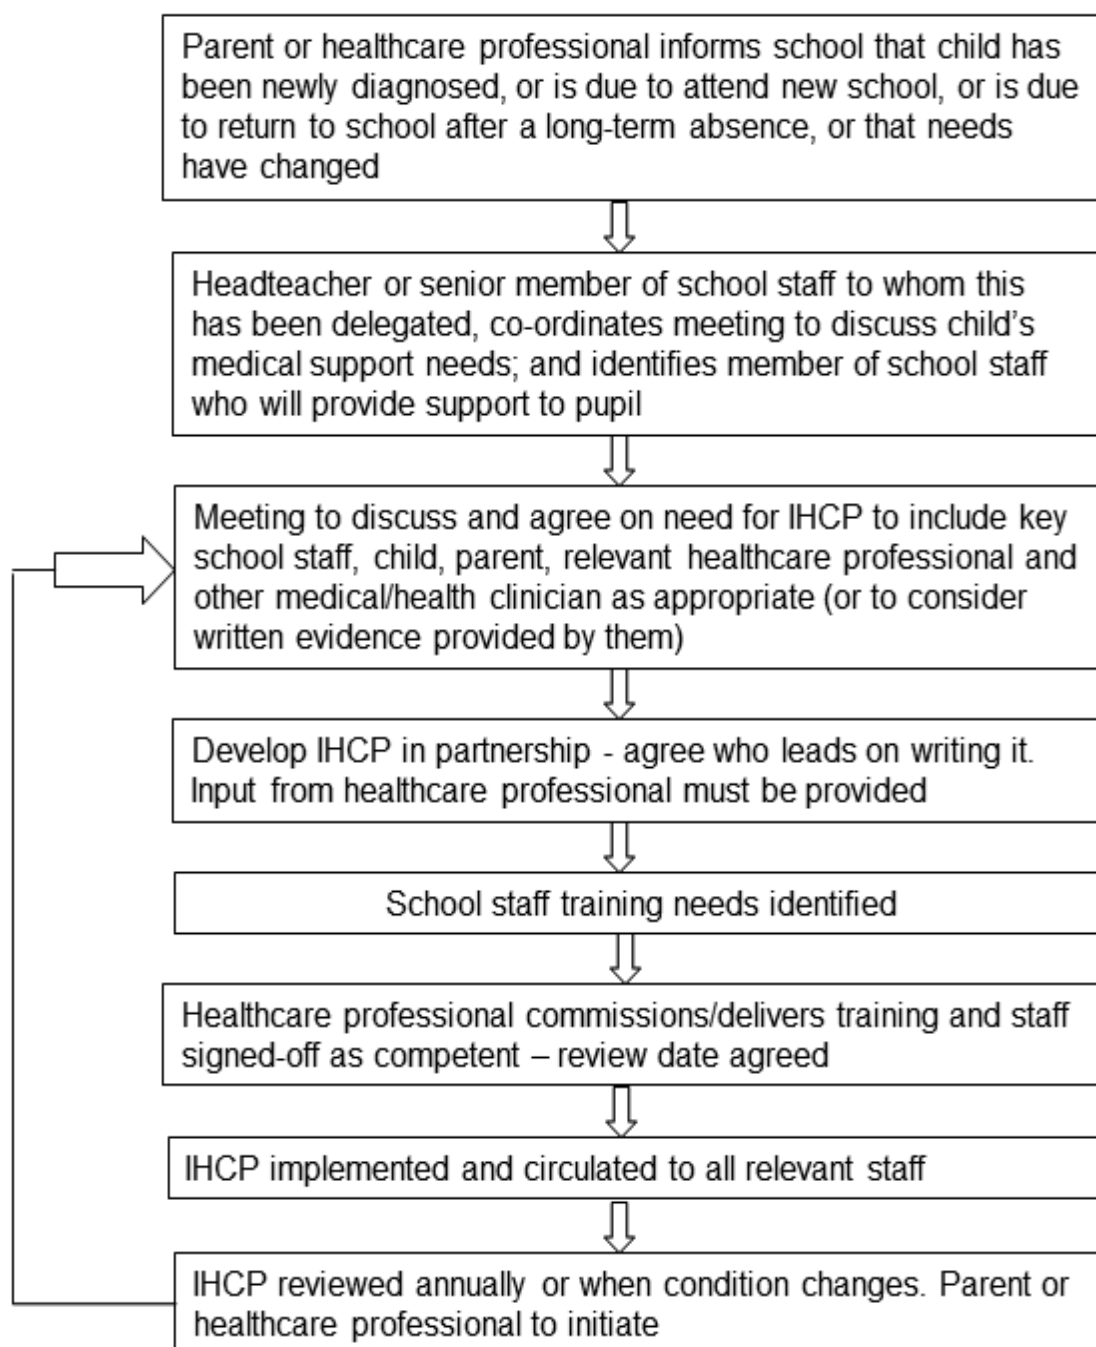 Parent or healthcare professional informs school that child has
been newly diagnosed, or is due to attend new school, or is due
to return to school after a long-term absence, or that needs
have changed
Headteacher or senior member of school staff to whom this
has been delegated, co-ordinates meeting to discuss child's
medical support needs; and identifies member of school staff
who will provide support to pupil
Meeting to discuss and agree on need for IHCP to include key
school staff, child, parent, relevant healthcare professional and
other medical/health clinician as appropriate (or to consider
written evidence provided by them)
Develop IHCP in partnership - agree who leads on writing it.
Input from healthcare professional must be provided
School staff training needs identified
Healthcare professional commissions/delivers training and staff
signed-off as competent – review date agreed
IHCP implemented and circulated to all relevant staff
IHCP reviewed annually or when condition changes. Parent or
healthcare professional to initiate